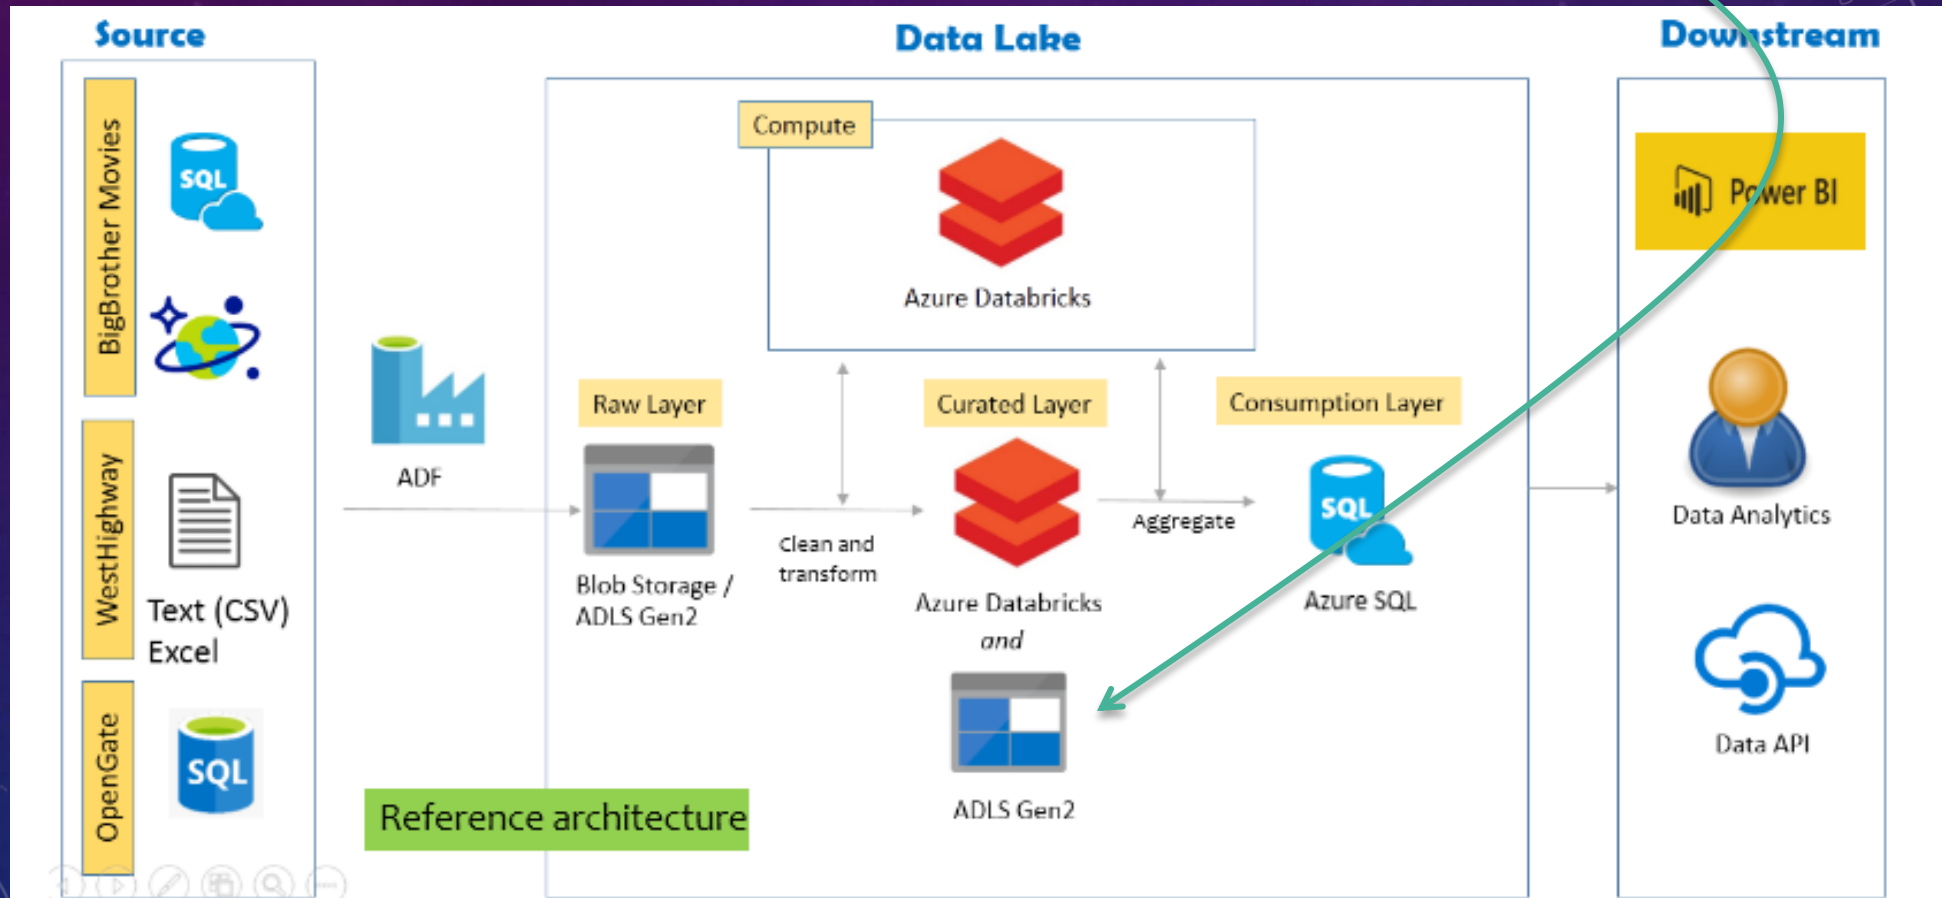 Source
Data Lake
Downstream
BigBrother Movies
SQL
WestHighway
Text (CSV)
Excel
OpenGate
SQL
ADF
Compute
Azure Databricks
Raw Layer
Blob Storage /
ADLS Gen2
Clean and
transform
Curated Layer
Azure Databricks
and
ADLS Gen2
Aggregate
Consumption Layer
SQL
Azure SQL
Reference architecture
Power BI
Data Analytics
Data API